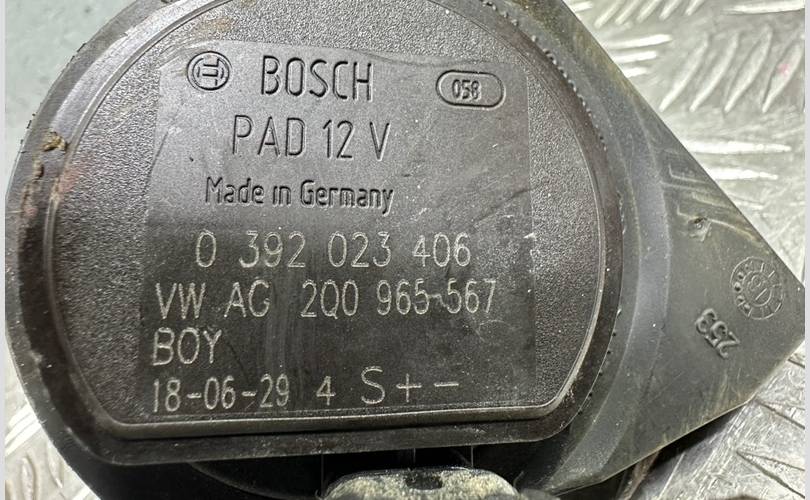 BOSCH 058
PAD 12 V
Made in Germany
0 392 023 406
VW AG 2Q0 965 567
BOY
18-06-29 4 S + -
253